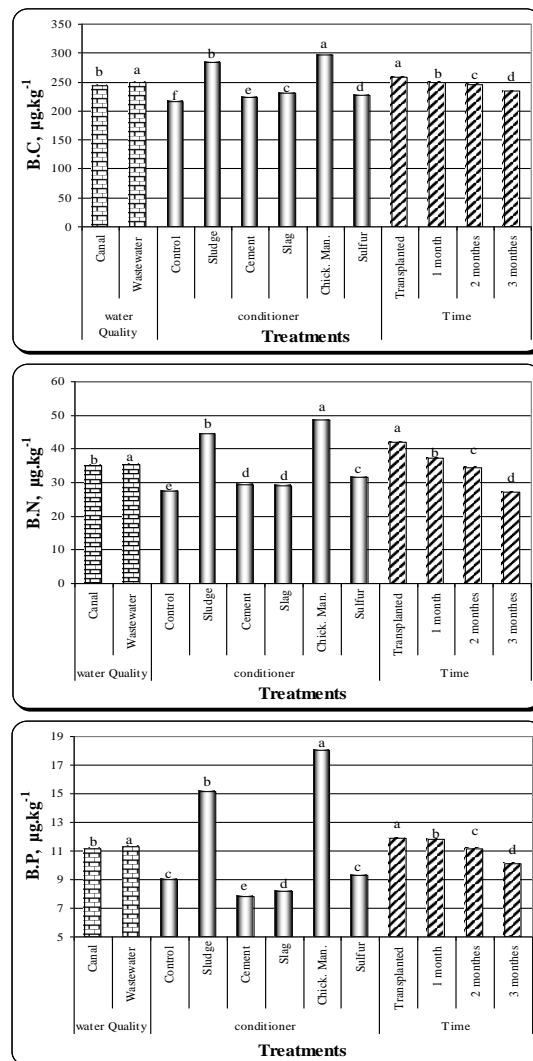 350
300
250
200
150
100
50
0
B.C, µg.kg-1
b a f b e c a d a b c d
Canal Wastewater Control Sludge Cement Slag Chick. Man. Sulfur Transplanted 1 month 2 monthes 3 monthes
water Quality conditioner Time
Treatments
60
50
40
30
20
10
0
B.N, µg.kg-1
b a e b d d a c a b c d
Canal Wastewater Control Sludge Cement Slag Chick. Man. Sulfur Transplanted 1 month 2 monthes 3 monthes
water Quality conditioner Time
Treatments
19
17
15
13
11
9
7
5
B.P, µg.kg-1
b a c b e d a c a b c d
Canal Wastewater Control Sludge Cement Slag Chick. Man. Sulfur Transplanted 1 month 2 monthes 3 monthes
water Quality conditioner Time
Treatments